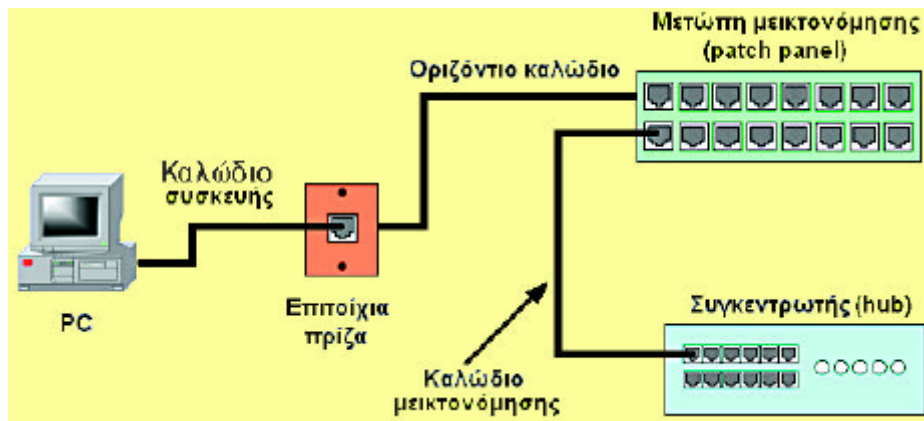 Μετώπη μεικτονόμησης
(patch panel)
Οριζόντιο καλώδιο
Καλώδιο
συσκευής
PC
Επιτοίχια
πρίζα
Συγκεντρωτής (hub)
Καλώδιο
μεικτονόμησης